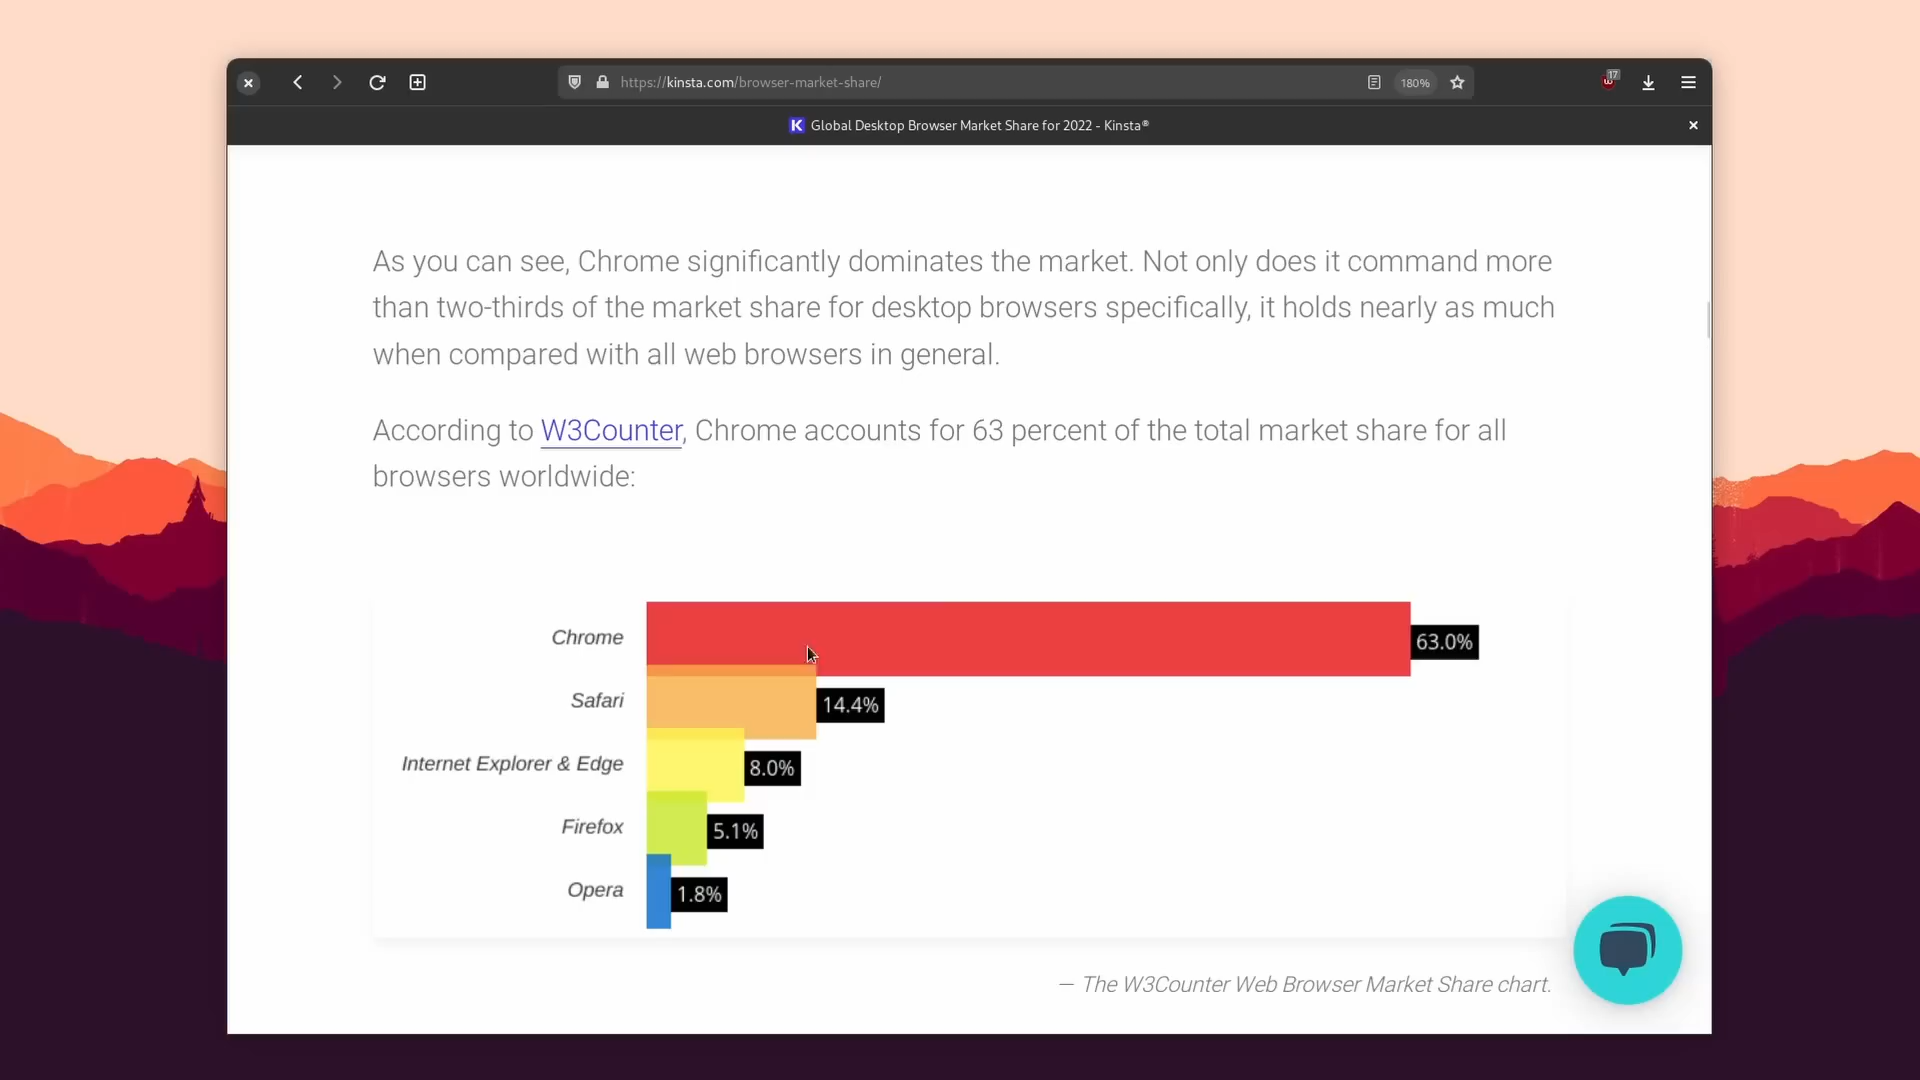 https://kinsta.com/browser-market-share/
180%
17
K Global Desktop Browser Market Share for 2022 - Kinsta®
As you can see, Chrome significantly dominates the market. Not only does it command more
than two-thirds of the market share for desktop browsers specifically, it holds nearly as much
when compared with all web browsers in general.
According to W3Counter, Chrome accounts for 63 percent of the total market share for all
browsers worldwide:
Chrome 63.0%
Safari 14.4%
Internet Explorer & Edge 8.0%
Firefox 5.1%
Opera 1.8%
— The W3Counter Web Browser Market Share chart.